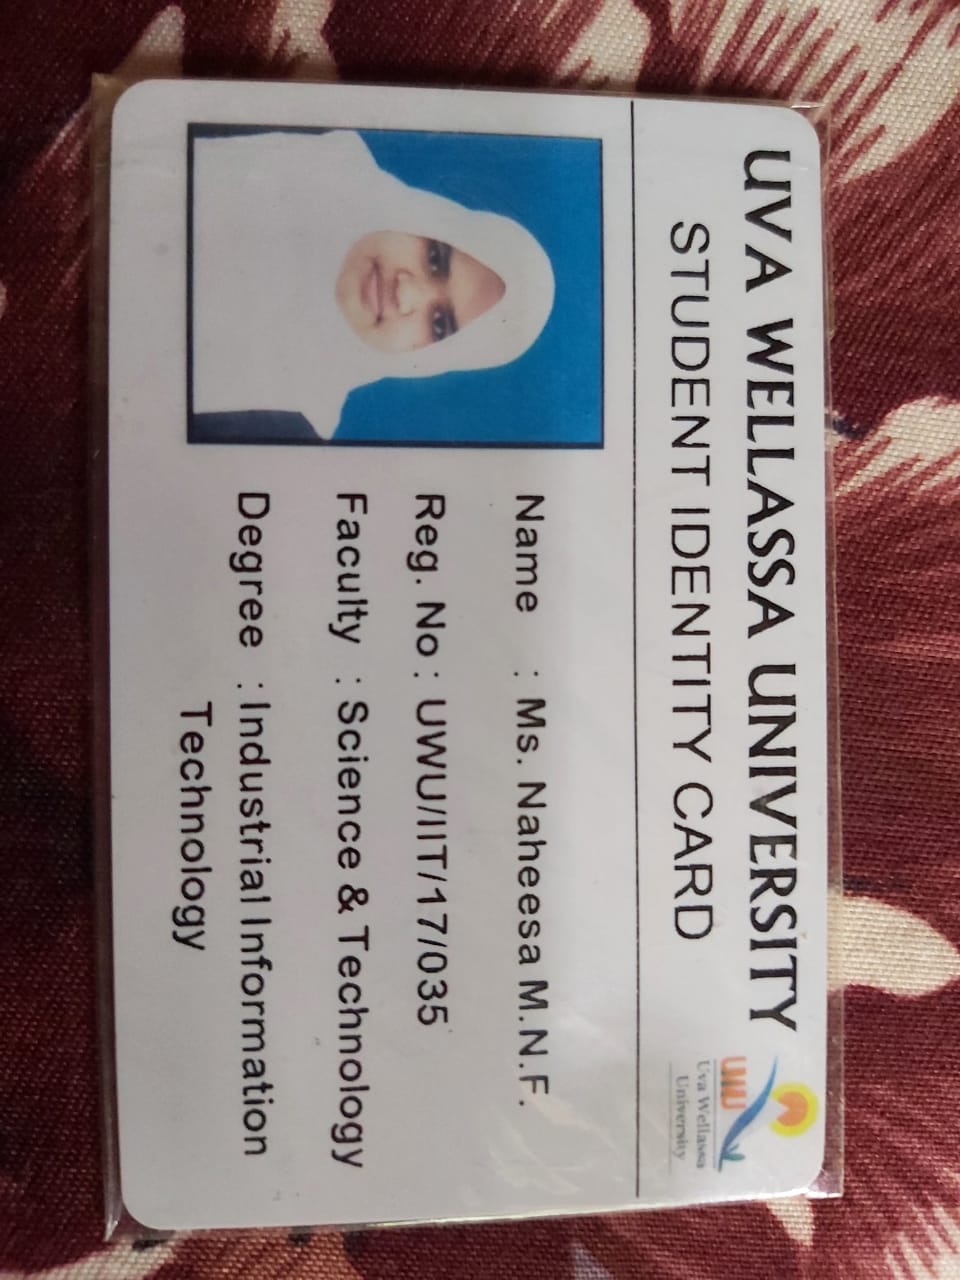 UVA WELLASSA UNIVERSITY
STUDENT IDENTITY CARD
UWU
Uva Wellassa
University
Name : Ms. Naheesa M.N.F.
Reg. No : UWU/IIT/17/035
Faculty : Science & Technology
Degree : Industrial Information
Technology